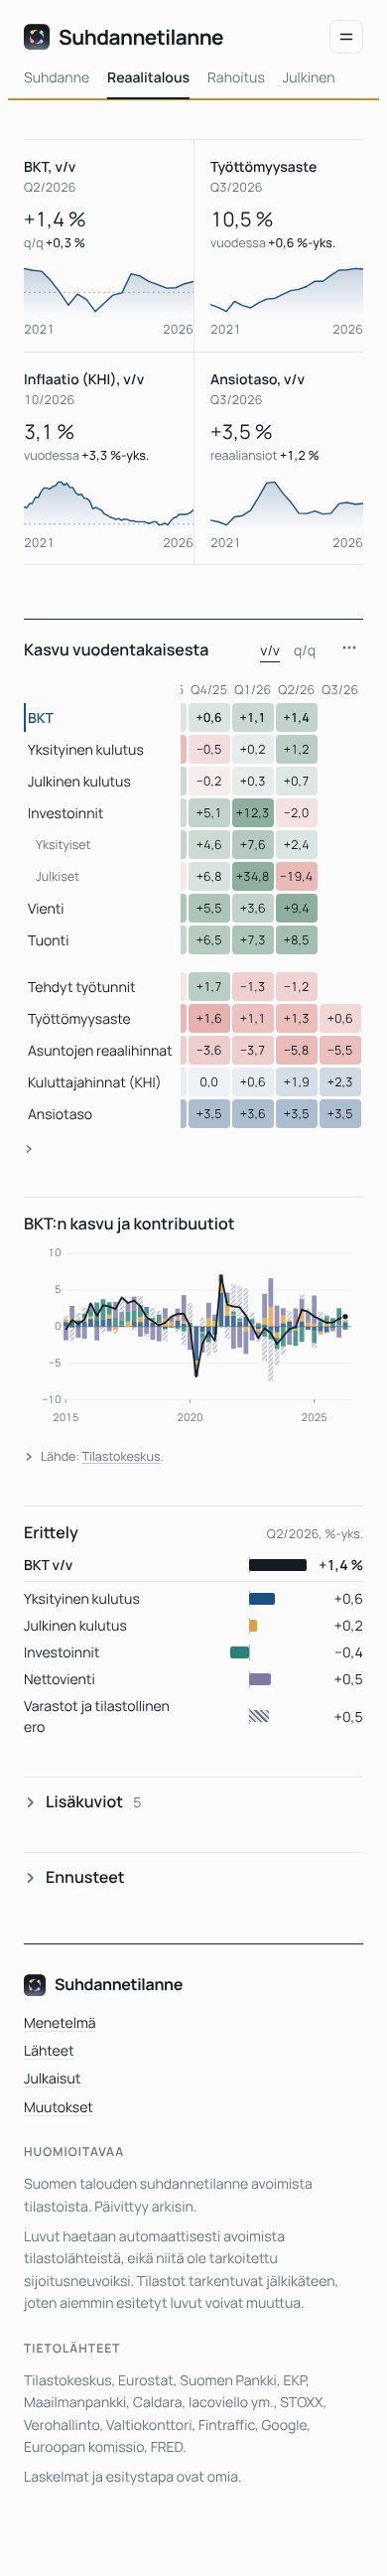 Suhdannetilanne
Suhdanne Reaalitalous Rahoitus Julkinen
BKT, v/v
Q2/2026
+1,4 %
q/q +0,3 %
2021 2026
Työttömyysaste
Q3/2026
10,5 %
vuodessa +0,6 %-yks.
2021 2026
Inflaatio (KHI), v/v
10/2026
3,1 %
vuodessa +3,3 %-yks.
2021 2026
Ansiotaso, v/v
Q3/2026
+3,5 %
reaaliansiot +1,2 %
2021 2026
Kasvu vuodentakaisesta v/v q/q ···
5 Q4/25 Q1/26 Q2/26 Q3/26
BKT +0,6 +1,1 +1,4
Yksityinen kulutus −0,5 +0,2 +1,2
Julkinen kulutus −0,2 +0,3 +0,7
Investoinnit +5,1 +12,3 −2,0
Yksityiset +4,6 +7,6 +2,4
Julkiset +6,8 +34,8 −19,4
Vienti +5,5 +3,6 +9,4
Tuonti +6,5 +7,3 +8,5
Tehdyt työtunnit +1,7 −1,3 −1,2
Työttömyysaste +1,6 +1,1 +1,3 +0,6
Asuntojen reaalihinnat −3,6 −3,7 −5,8 −5,5
Kuluttajahinnat (KHI) 0,0 +0,6 +1,9 +2,3
Ansiotaso +3,5 +3,6 +3,5 +3,5
BKT:n kasvu ja kontribuutiot
10
5
0
−5
−10
2015 2020 2025
Lähde: Tilastokeskus.
Erittely Q2/2026, %-yks.
BKT v/v +1,4 %
Yksityinen kulutus +0,6
Julkinen kulutus +0,2
Investoinnit −0,4
Nettovienti +0,5
Varastot ja tilastollinen
ero +0,5
Lisäkuviot 5
Ennusteet
Suhdannetilanne
Menetelmä
Lähteet
Julkaisut
Muutokset
HUOMIOITAVAA
Suomen talouden suhdannetilanne avoimista
tilastoista. Päivittyy arkisin.
Luvut haetaan automaattisesti avoimista
tilastolähteistä, eikä niitä ole tarkoitettu
sijoitusneuvoiksi. Tilastot tarkentuvat jälkikäteen,
joten aiemmin esitetyt luvut voivat muuttua.
TIETOLÄHTEET
Tilastokeskus, Eurostat, Suomen Pankki, EKP,
Maailmanpankki, Caldara, Iacoviello ym., STOXX,
Verohallinto, Valtiokonttori, Fintraffic, Google,
Euroopan komissio, FRED.
Laskelmat ja esitystapa ovat omia.